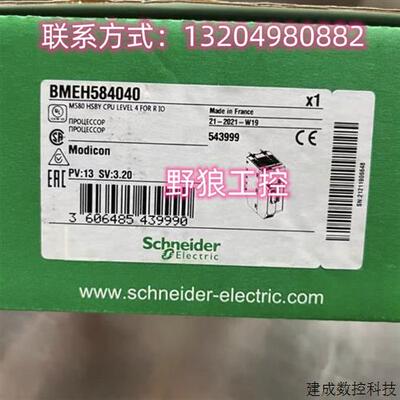 联系方式：13204980882
BMEH584040
x1
M580 HSBY CPU LEVEL 4 FOR R IO
Made in France
21-2021-W19
ПРОЦЕССОР
ПРОЦЕССОР
543999
Modicon
野狼工控
PV:13 SV:3.20
3 606485 439990
Schneider
Electric
www.schneider-electric.com
建成数控科技